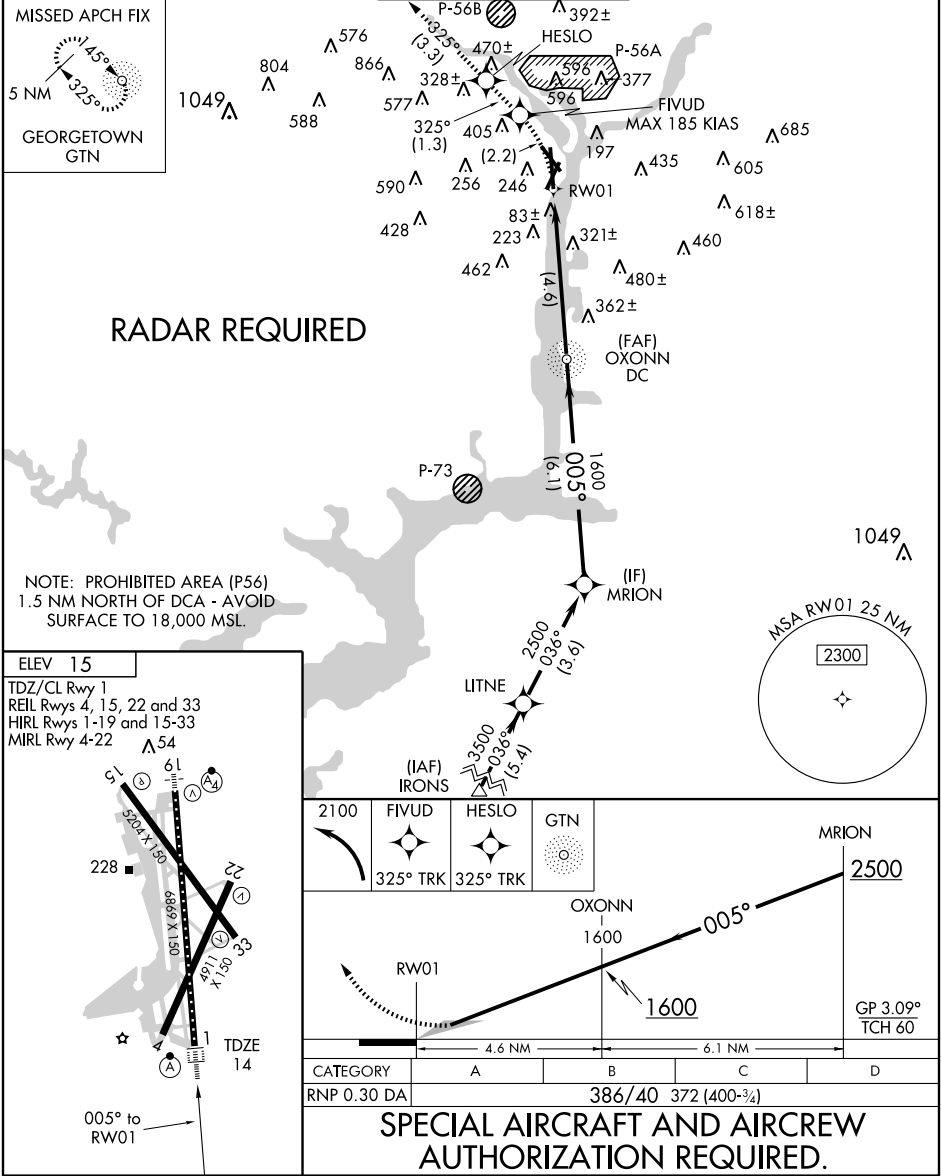 MISSED APCH FIX
145°
325°
5 NM
GEORGETOWN
GTN
P-56B
392±
325°
(3.3)
HESLO
P-56A
576
470±
804
866
328±
596
377
1049
588
577
596
FIVUD
MAX 185 KIAS
325°
(1.3)
405
(2.2)
197
685
435
605
590
256
246
RW01
618±
428
83±
223
321±
460
462
480±
(4.6)
362±
RADAR REQUIRED
(FAF)
OXONN
DC
1600
005°
(6.1)
P-73
1049
NOTE: PROHIBITED AREA (P56)
1.5 NM NORTH OF DCA - AVOID
SURFACE TO 18,000 MSL.
(IF)
MRION
MSA RW01 25 NM
2300
2500
036°
(3.6)
LITNE
3500
036°
(5.4)
(IAF)
IRONS
ELEV 15
TDZ/CL Rwy 1
REIL Rwys 4, 15, 22 and 33
HIRL Rwys 1-19 and 15-33
MIRL Rwy 4-22
54
15
P
19
V
A4
5204 X 150
228
22
V
6869 X 150
V
33
4911
X 150
4
1
TDZE
14
A
005° to
RW01
2100
FIVUD
HESLO
GTN
325° TRK
325° TRK
MRION
2500
OXONN
1600
005°
RW01
1600
GP 3.09°
TCH 60
4.6 NM
6.1 NM
CATEGORY A B C D
RNP 0.30 DA 386/40 372 (400-¾)
SPECIAL AIRCRAFT AND AIRCREW
AUTHORIZATION REQUIRED.